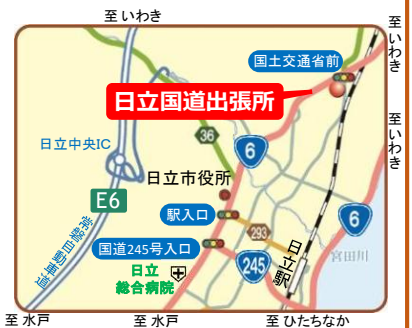 至 いわき
至 いわき
国土交通省前
日立国道出張所
至 いわき
36
6
日立中央IC
日立市役所
E6
駅入口
6
293
国道245号入口
日立駅
宮田川
245
日立
総合病院
常磐自動車道
至 水戸
至 水戸
至 ひたちなか